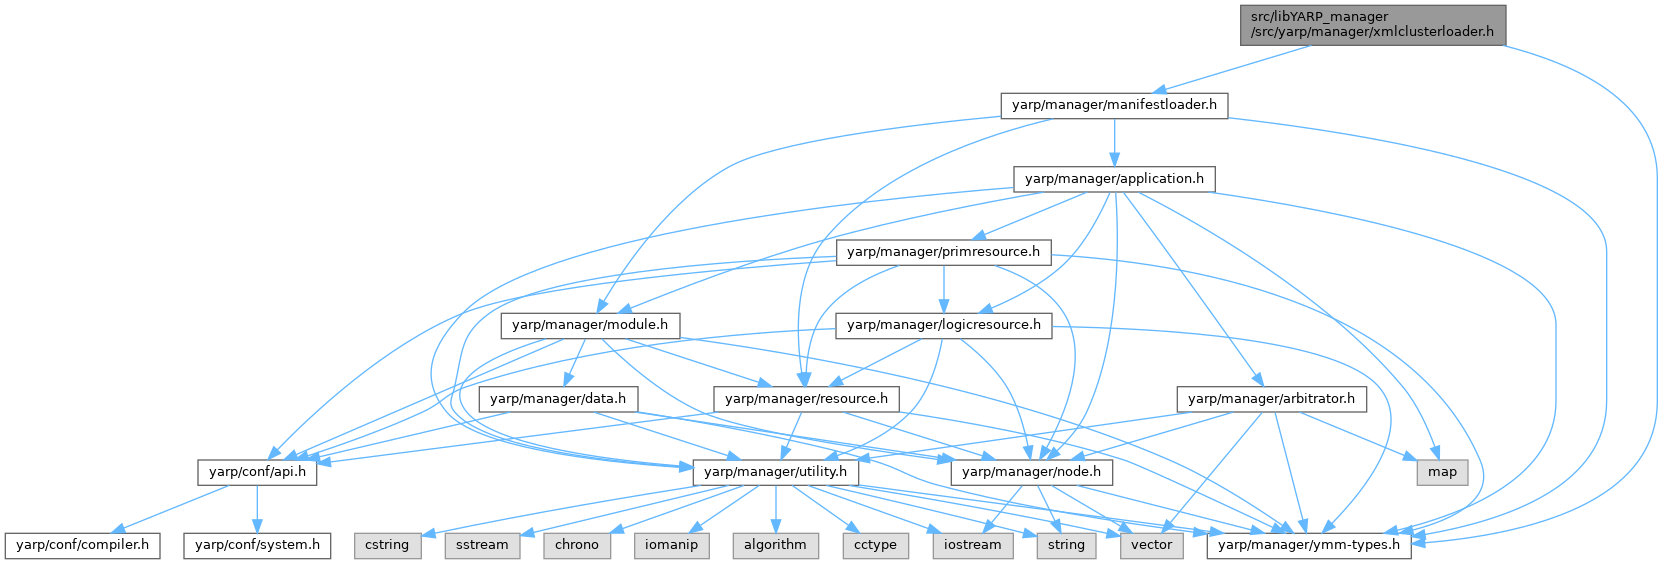 src/libYARP_manager
/src/yarp/manager/xmlclusterloader.h
yarp/manager/manifestloader.h
yarp/manager/application.h
yarp/manager/primresource.h
yarp/manager/module.h
yarp/manager/logicresource.h
yarp/manager/data.h
yarp/manager/resource.h
yarp/manager/arbitrator.h
yarp/conf/api.h
yarp/manager/utility.h
yarp/manager/node.h
map
yarp/conf/compiler.h
yarp/conf/system.h
cstring
sstream
chrono
iomanip
algorithm
cctype
iostream
string
vector
yarp/manager/ymm-types.h